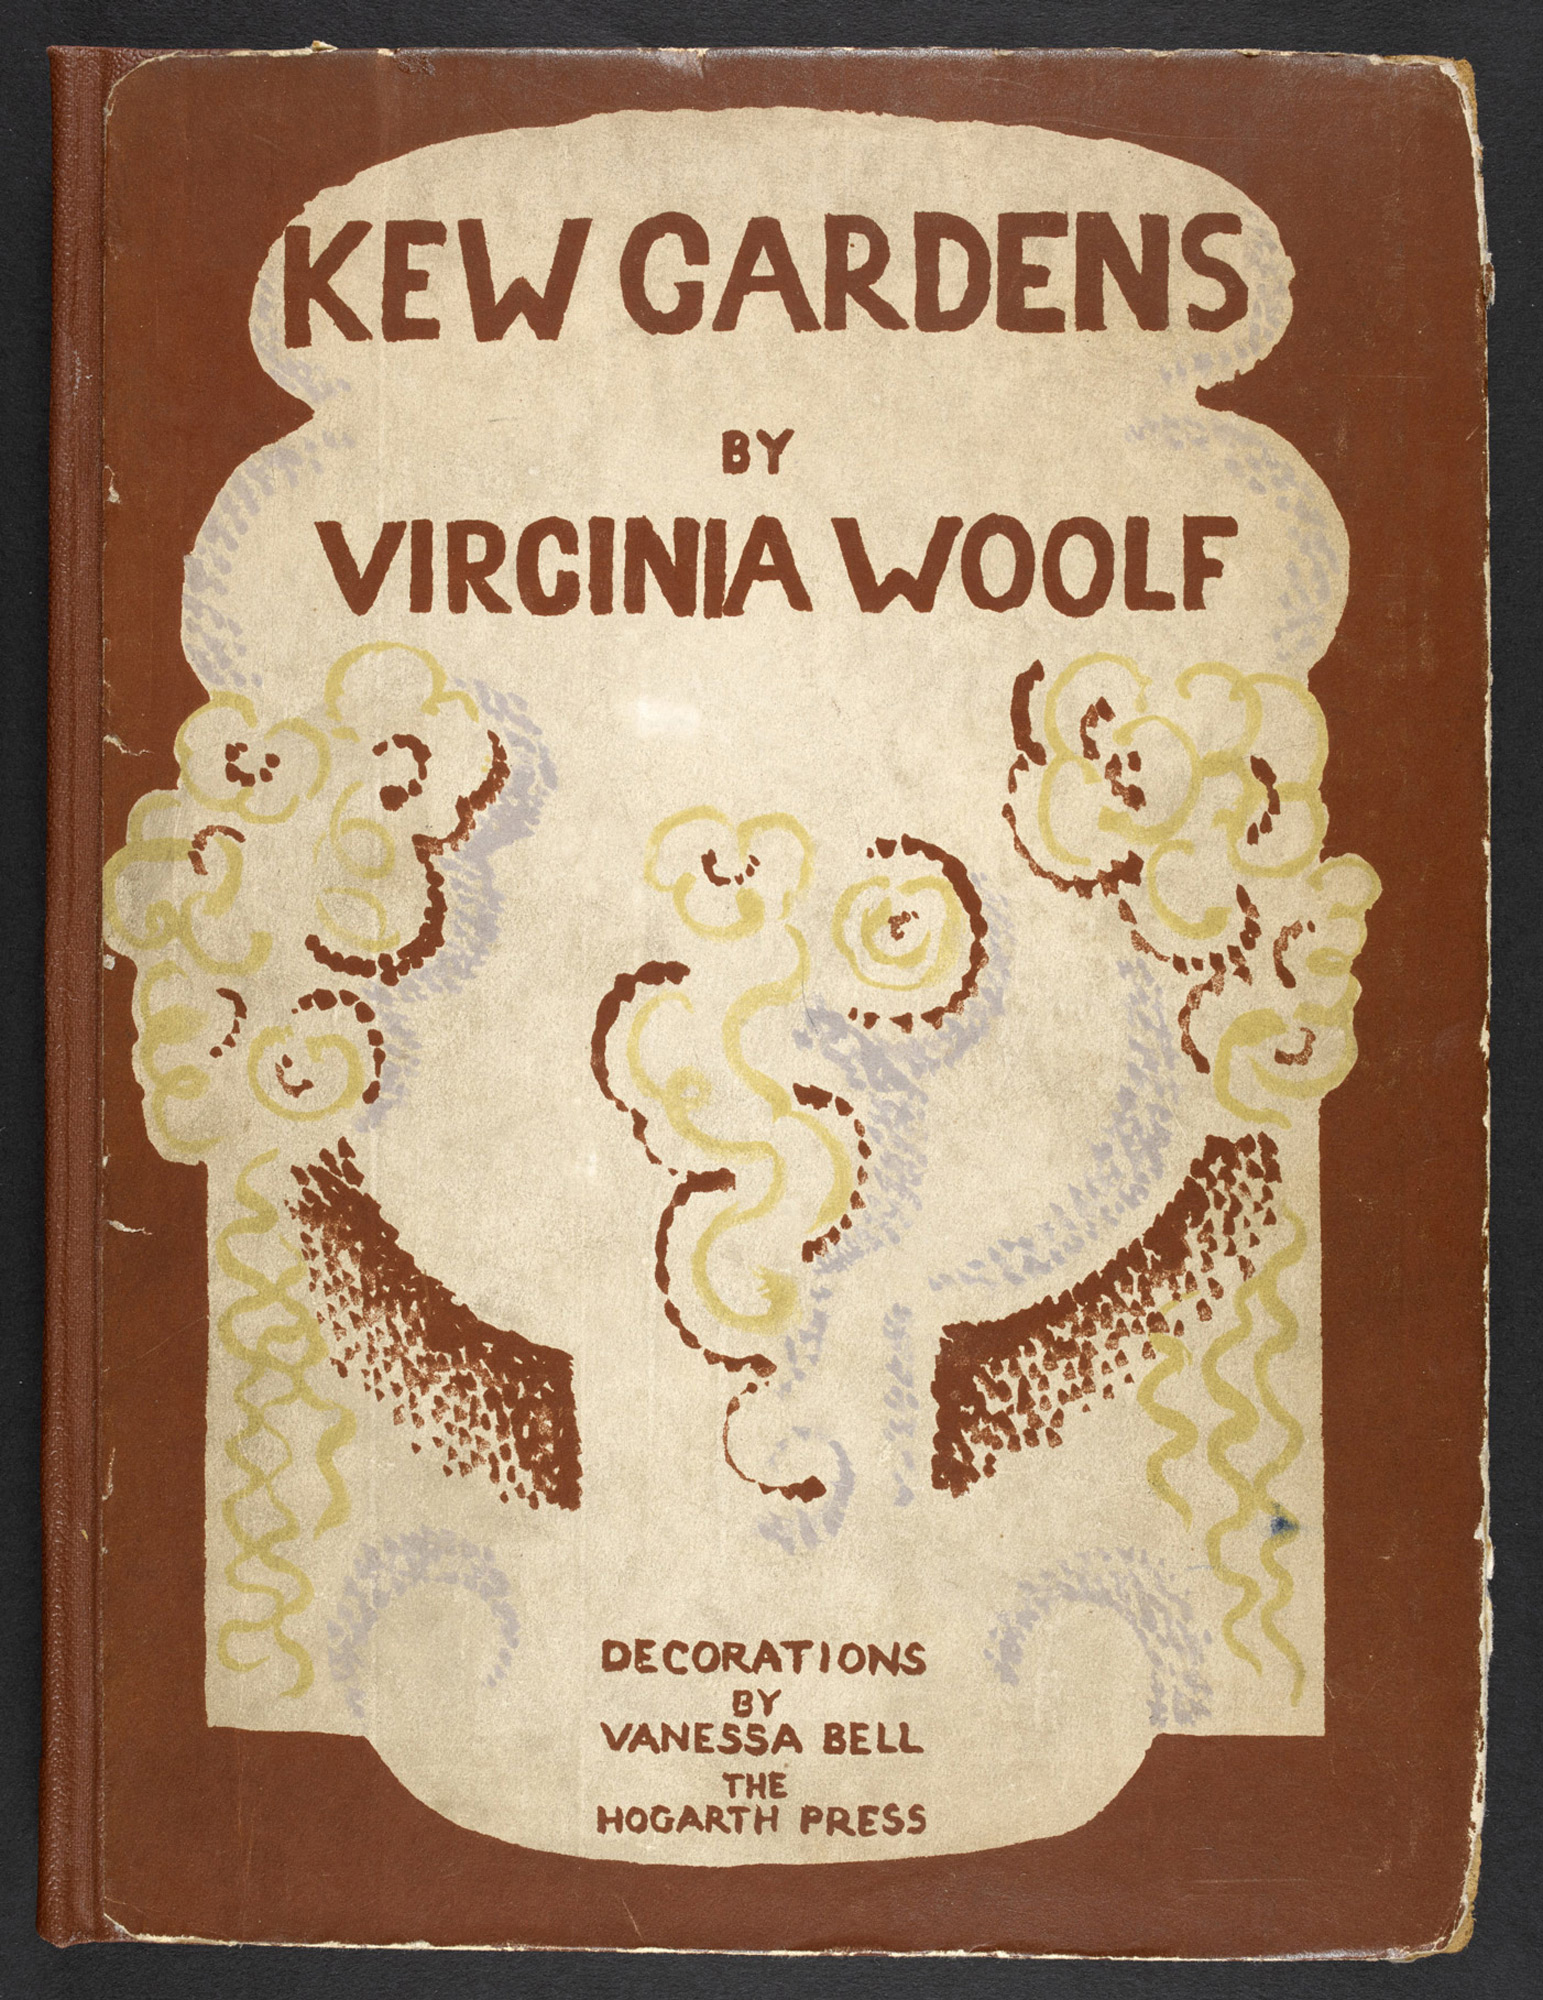 KEW GARDENS
BY
VIRGINIA WOOLF
DECORATIONS
BY
VANESSA BELL
THE
HOGARTH PRESS